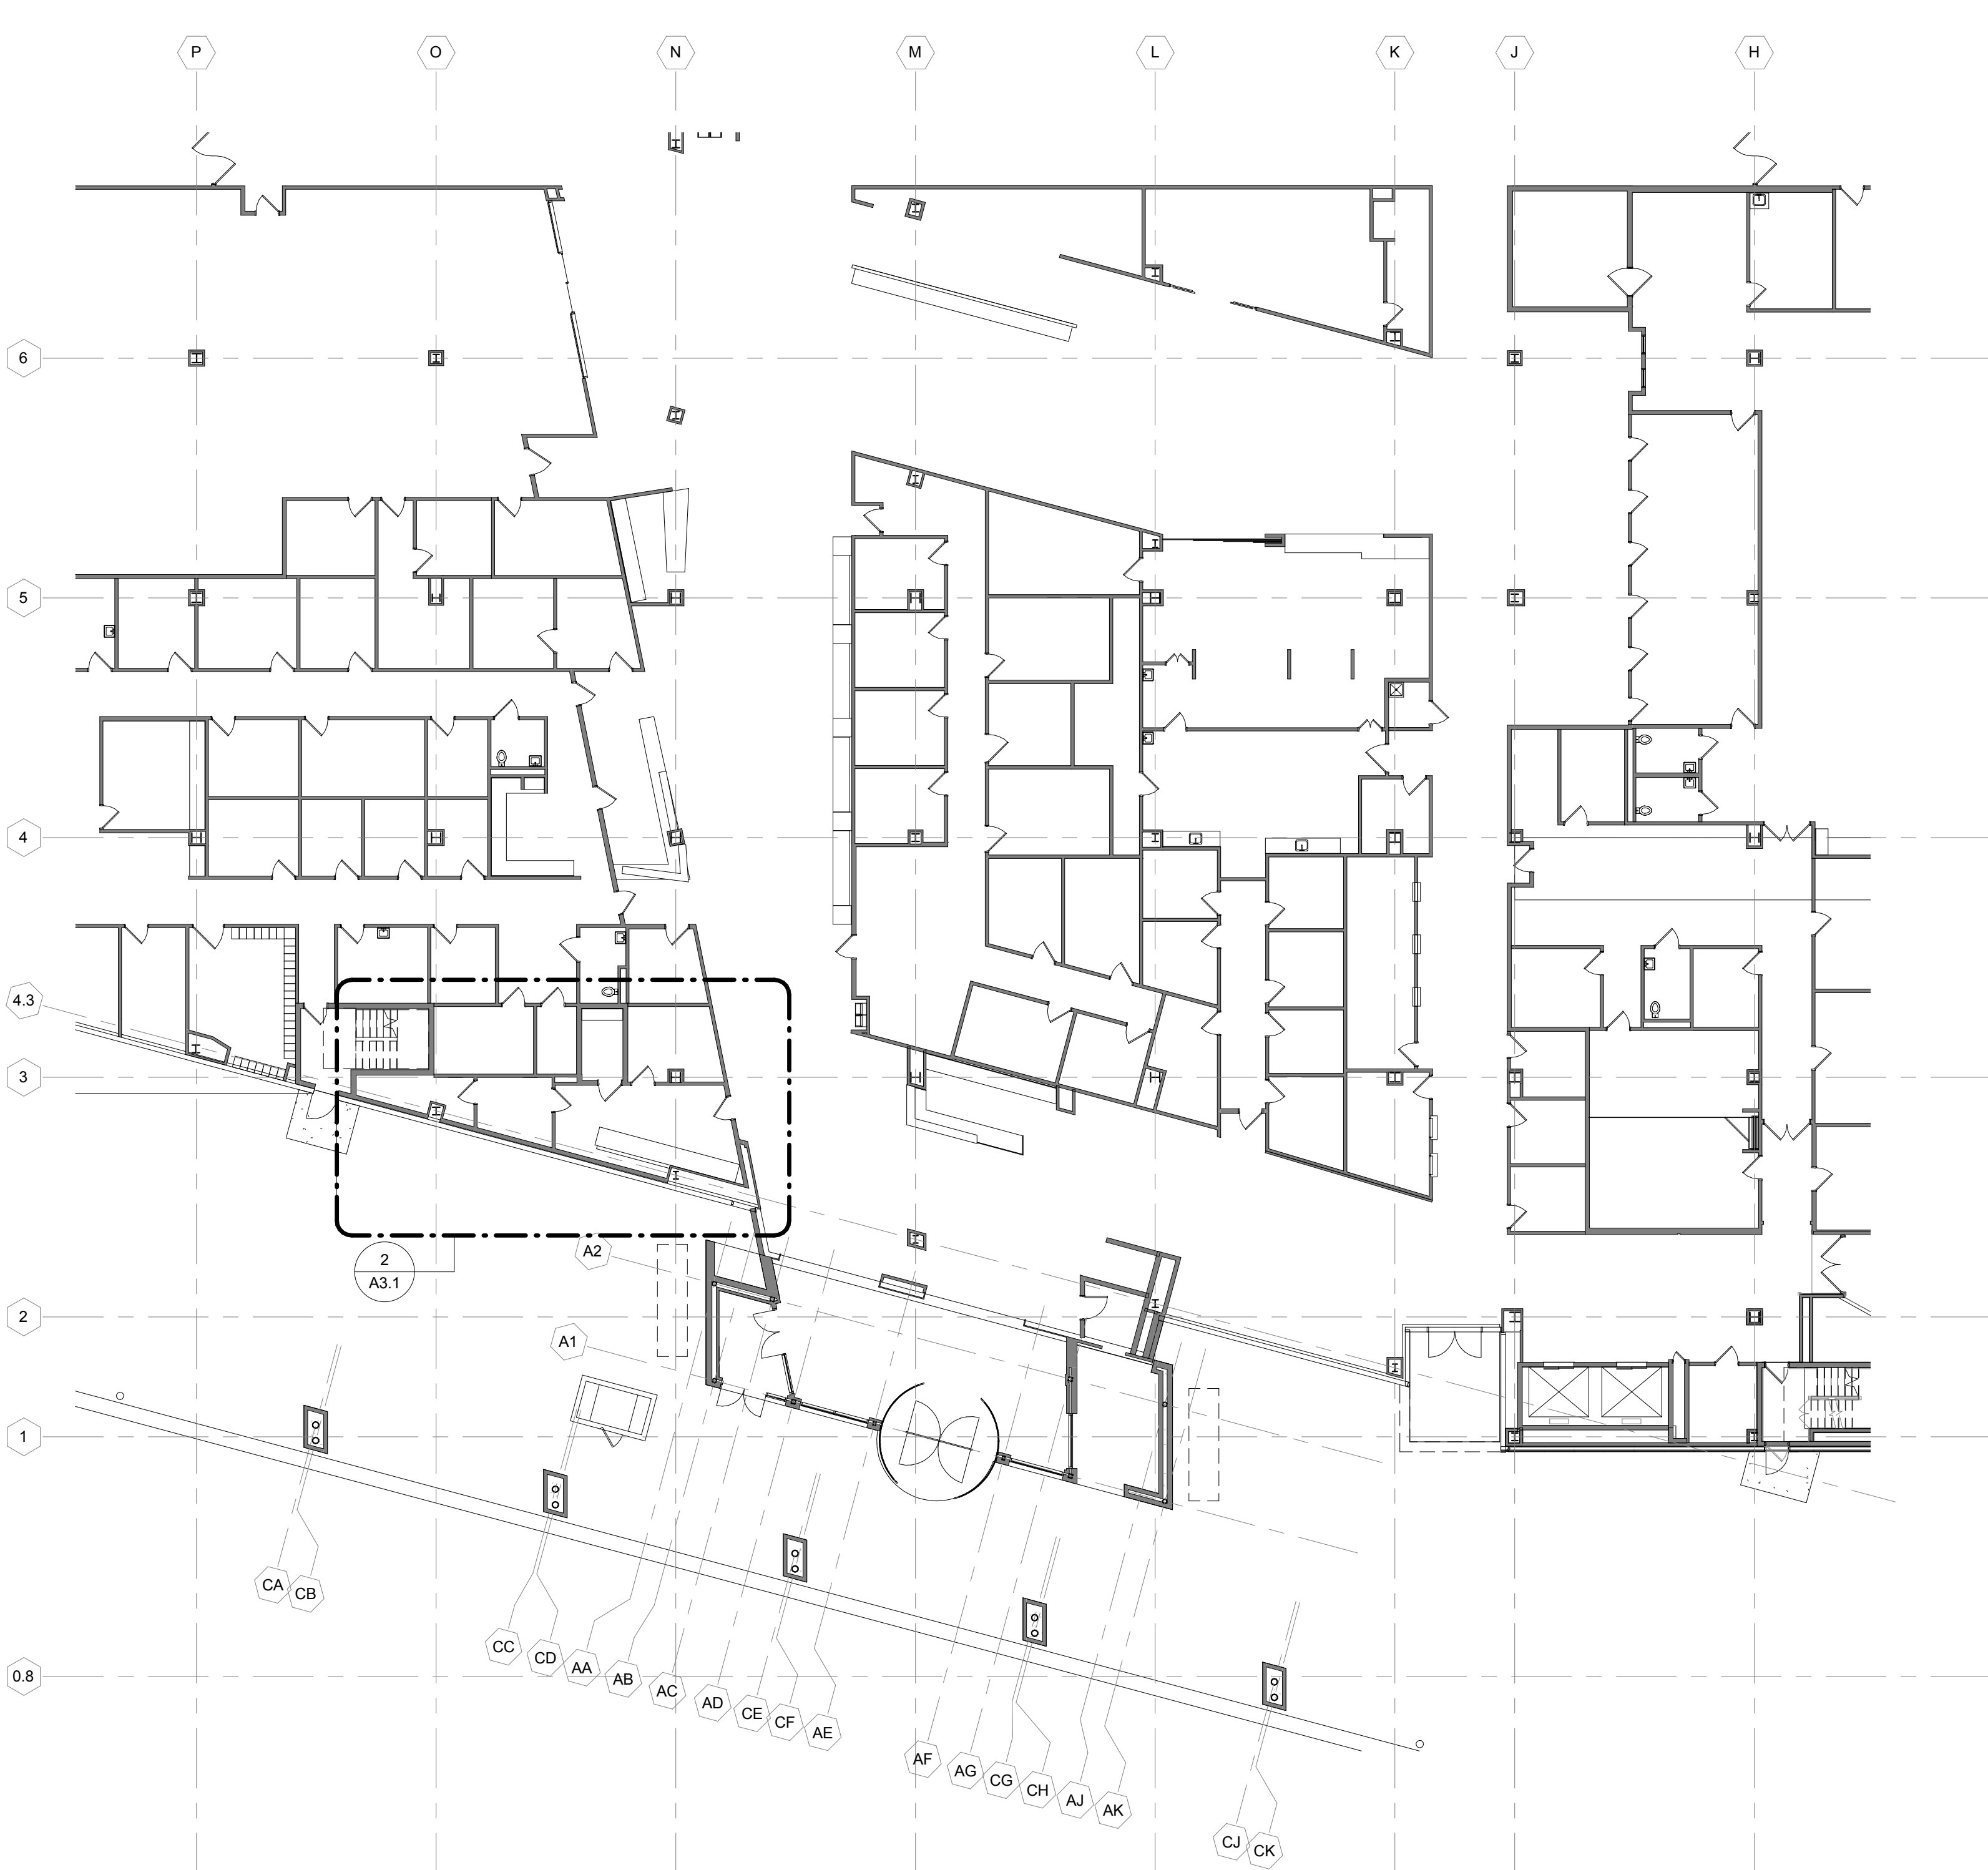 P
O
N
M
L
K
J
H
6
5
4
4.3
3
2
A3.1
A2
A1
2
1
CA
CB
CC
CD
AA
AB
AC
AD
CE
CF
AE
0.8
AF
AG
CG
CH
AJ
AK
CJ
CK